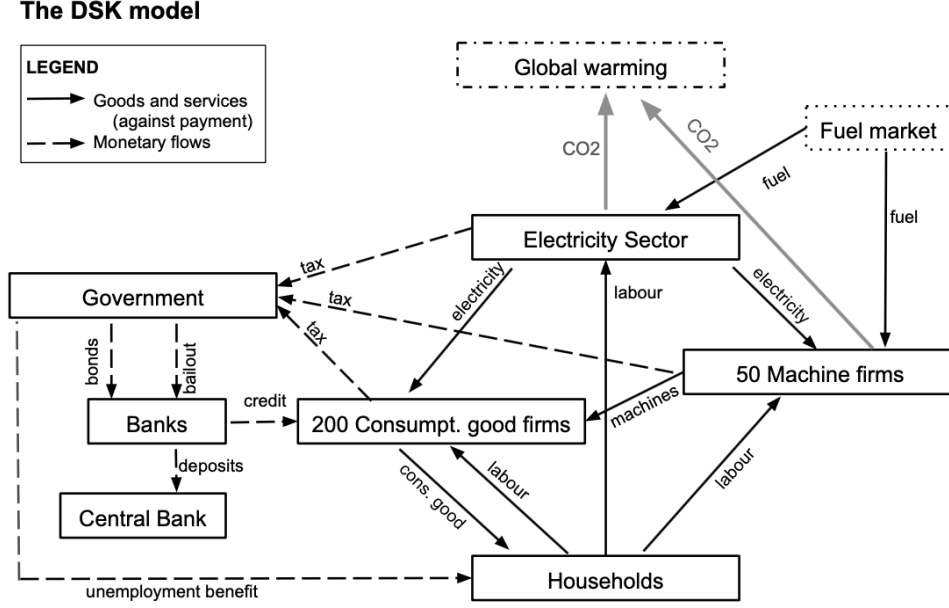 The DSK model
LEGEND
Goods and services
(against payment)
Monetary flows
Global warming
Fuel market
CO2
CO2
fuel
fuel
Electricity Sector
tax
electricity
labour
electricity
Government
tax
tax
bonds
bailout
50 Machine firms
credit
machines
Banks
200 Consumpt. good firms
deposits
cons. good
labour
labour
Central Bank
Households
unemployment benefit